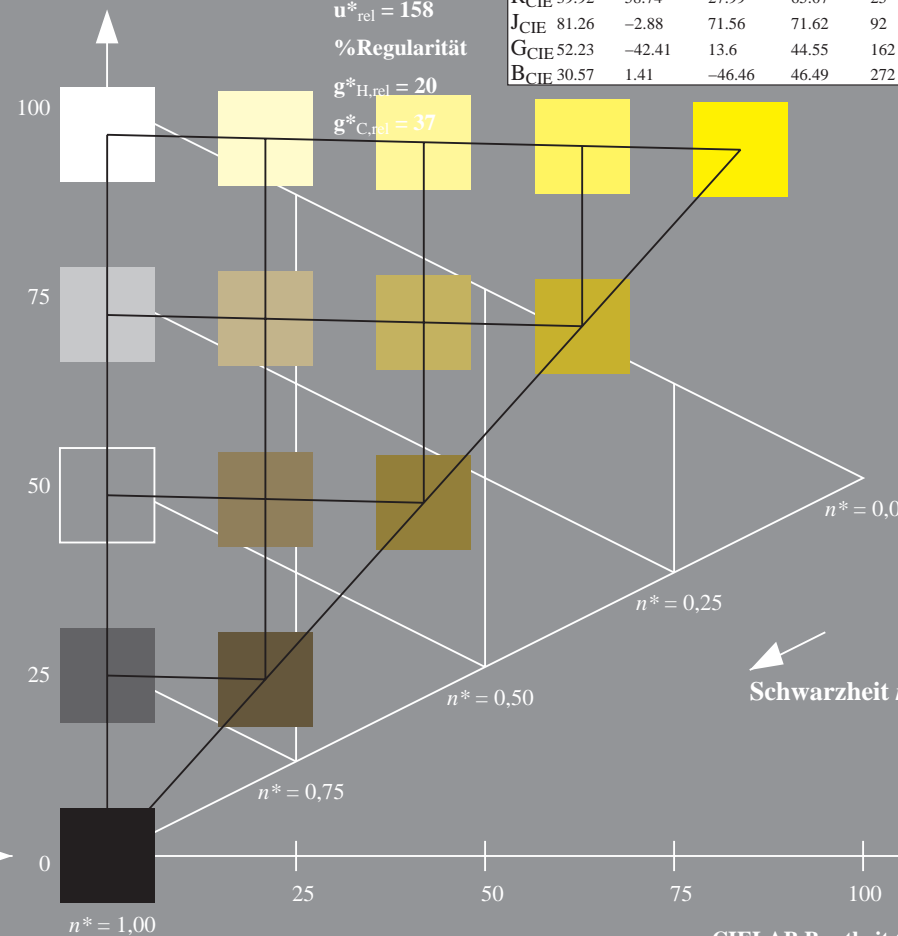 u*rel = 158
%Regularität
g*H,rel = 20
g*C,rel = 37
JCIE 81.26 −2.88 71.56 71.62 92
GCIE 52.23 −42.41 13.6 44.55 162
BCIE 30.57 1.41 −46.46 46.49 272
100
75
50
n* = 0,0
n* = 0,25
25
Schwarzheit
n* = 0,50
n* = 0,75
0
25 50 75 100
n* = 1,00